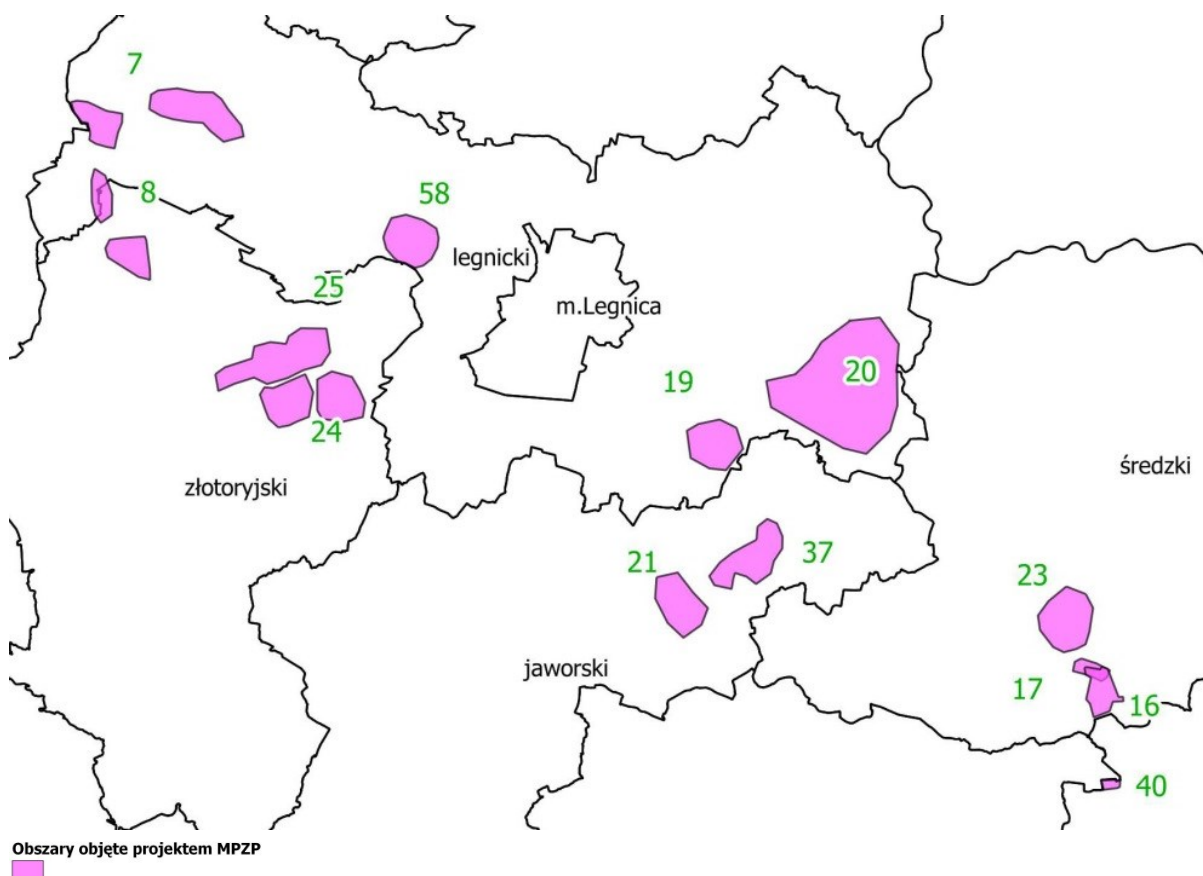 7
8
58
legnicki
25
m.Legnica
20
19
24
średzki
złotoryjski
37
21
23
jaworski
17
16
40
Obszary objęte projektem MPZP